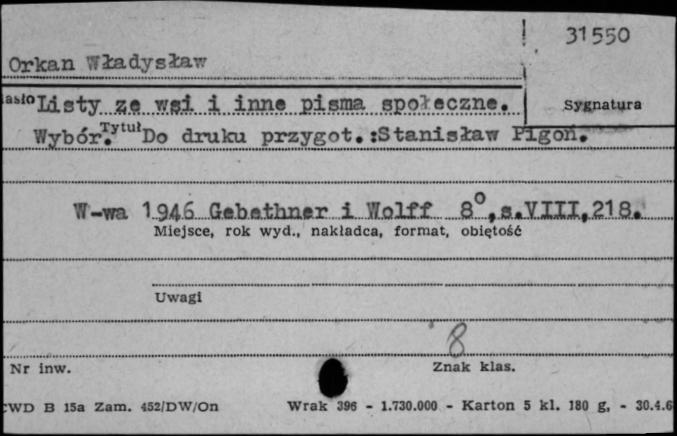 31550
Orkan Władysław
asło Listy ze wsi i inne pisma społeczne.
Sygnatura
Wybór. Tytuł Do druku przygot.:Stanisław Pigoń.
W-wa 1946 Gebethner i Wolff 8°,s.VIII,218.
Miejsce, rok wyd., nakładca, format, objętość
Uwagi
8
Nr inw.
Znak klas.
CWD B 15a Zam. 452/DW/On Wrak 396 - 1.730.000 - Karton 5 kl. 180 g, - 30.4.6